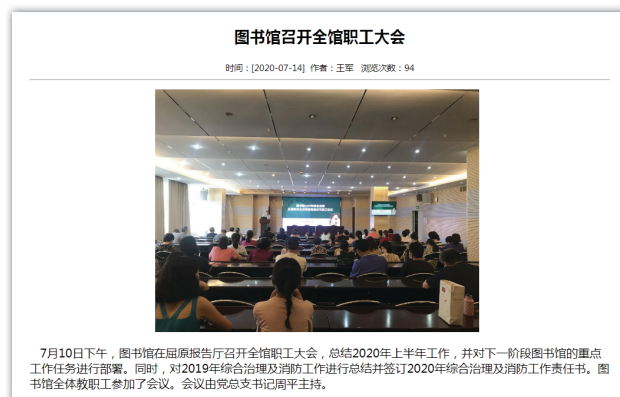 图书馆召开全馆职工大会
时间：[2020-07-14] 作者：王军 浏览次数：94
7月10日下午，图书馆在屈原报告厅召开全馆职工大会，总结2020年上半年工作，并对下一阶段图书馆的重点
工作任务进行部署。同时，对2019年综合治理及消防工作进行总结并签订2020年综合治理及消防工作责任书。图
书馆全体教职工参加了会议。会议由党总支书记周平主持。